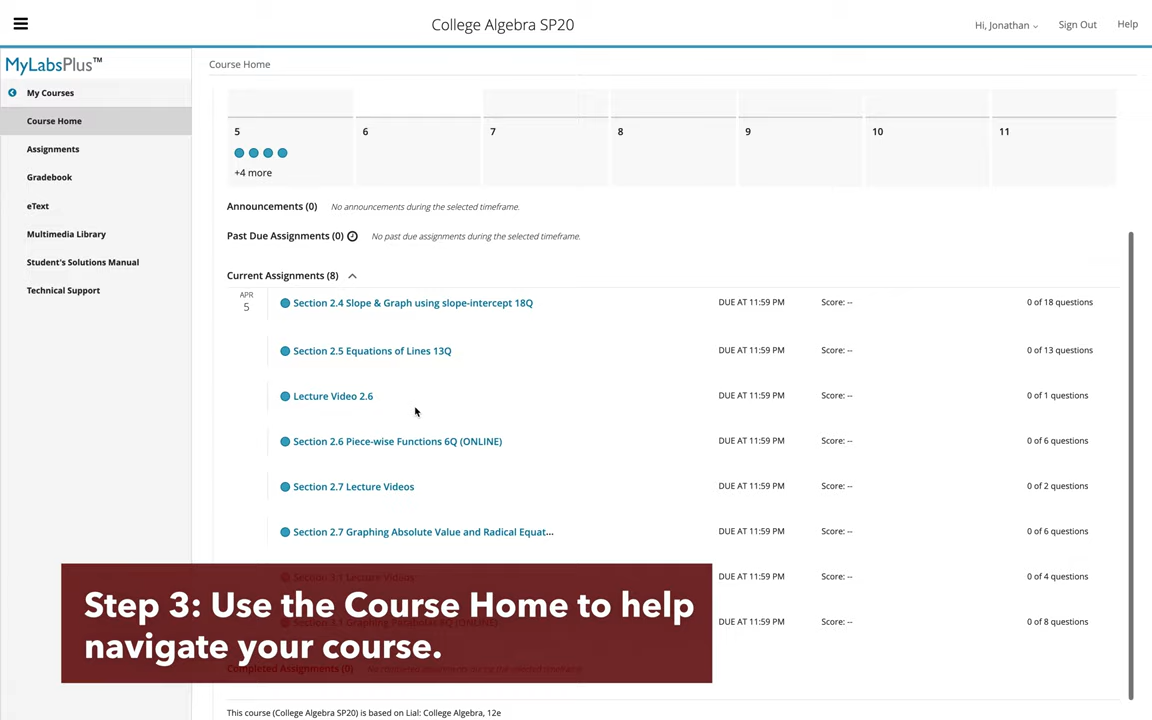 College Algebra SP20
Hi, Jonathan
Sign Out
Help
MyLabsPlus™
My Courses
Course Home
Assignments
Gradebook
eText
Multimedia Library
Student's Solutions Manual
Technical Support
Course Home
5 6 7 8 9 10 11
+4 more
Announcements (0) No announcements during the selected timeframe.
Past Due Assignments (0) No past due assignments during the selected timeframe.
Current Assignments (8)
APR
5
Section 2.4 Slope & Graph using slope-intercept 18Q DUE AT 11:59 PM Score: -- 0 of 18 questions
Section 2.5 Equations of Lines 13Q DUE AT 11:59 PM Score: -- 0 of 13 questions
Lecture Video 2.6 DUE AT 11:59 PM Score: -- 0 of 1 questions
Section 2.6 Piece-wise Functions 6Q (ONLINE) DUE AT 11:59 PM Score: -- 0 of 6 questions
Section 2.7 Lecture Videos DUE AT 11:59 PM Score: -- 0 of 2 questions
Section 2.7 Graphing Absolute Value and Radical Equat... DUE AT 11:59 PM Score: -- 0 of 6 questions
Section 3.1 Lecture Videos DUE AT 11:59 PM Score: -- 0 of 4 questions
DUE AT 11:59 PM Score: -- 0 of 8 questions
Step 3: Use the Course Home to help
navigate your course.
Completed Assignments (0)
This course (College Algebra SP20) is based on Lial: College Algebra, 12e